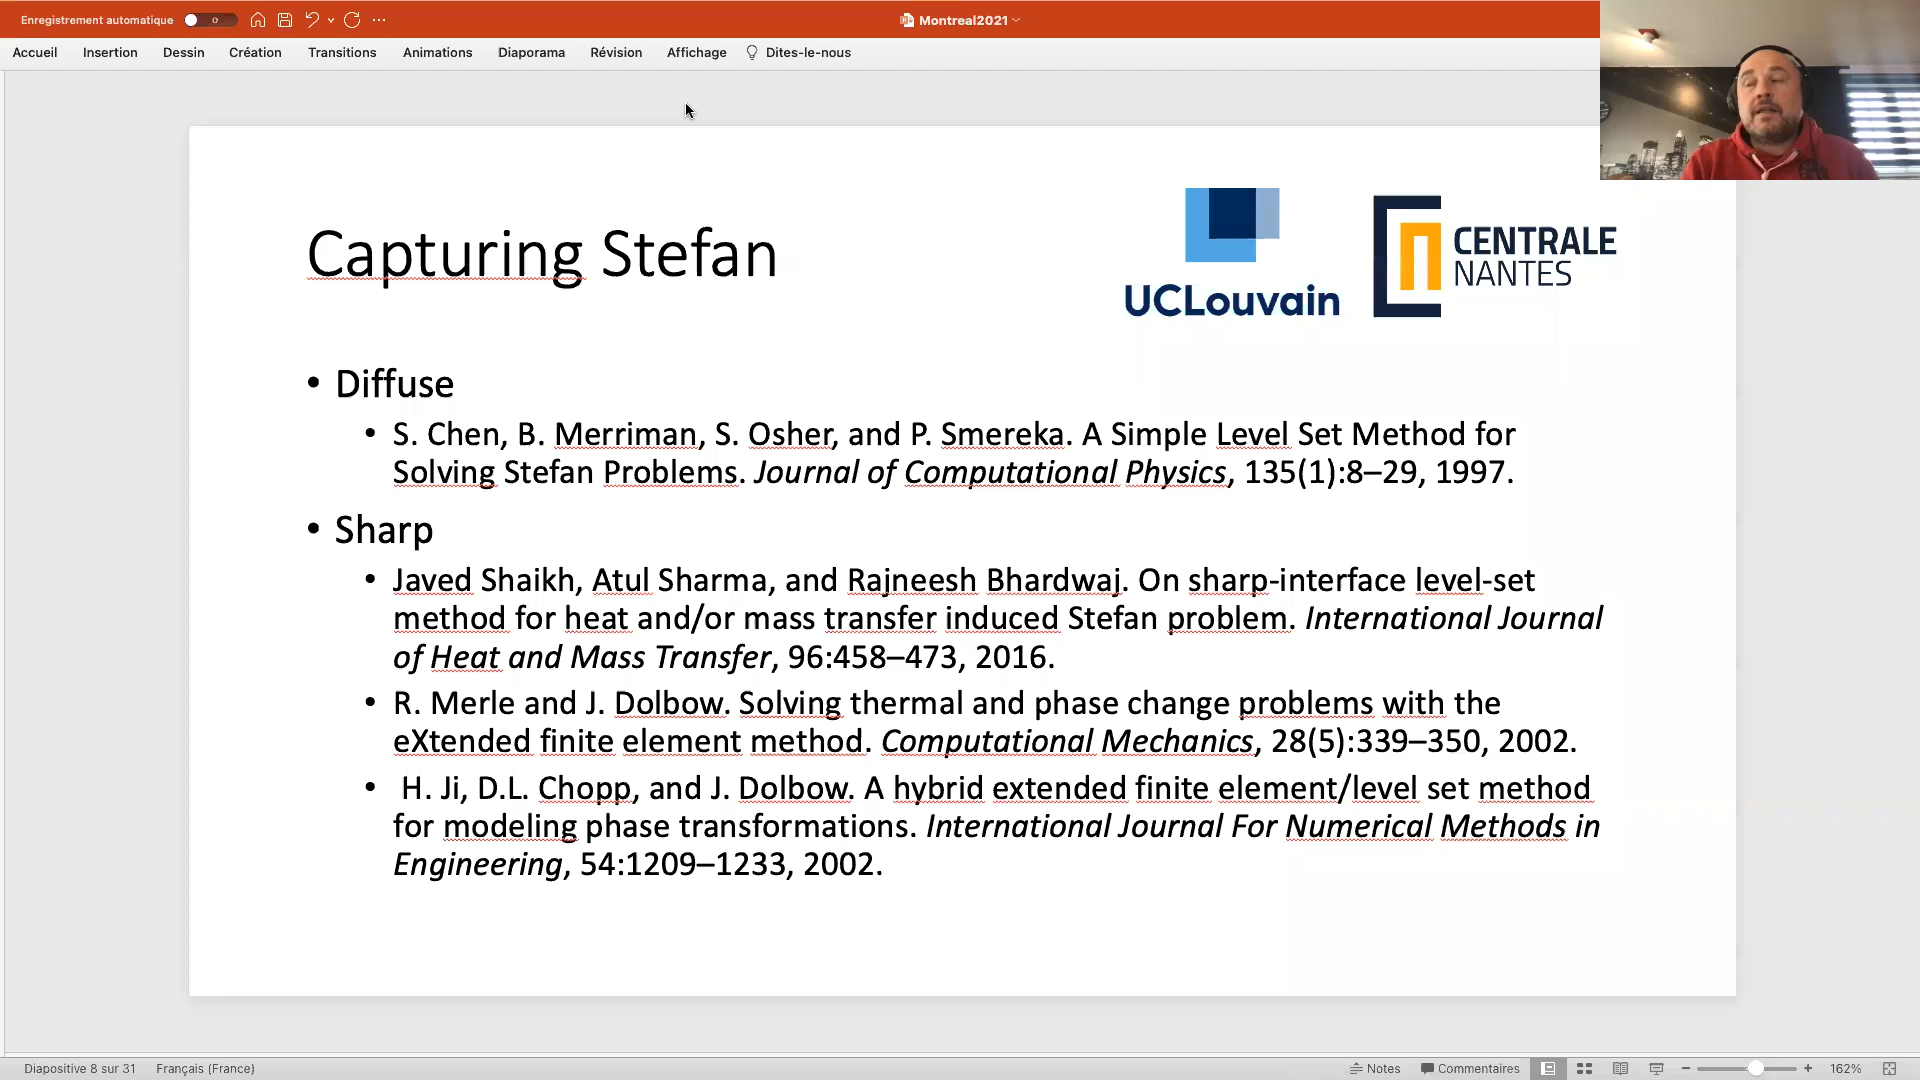 Enregistrement automatique
Montreal2021
Accueil Insertion Dessin Création Transitions Animations Diaporama Révision Affichage Dites-le-nous
Capturing Stefan
UCLouvain
CENTRALE
NANTES
• Diffuse
• S. Chen, B. Merriman, S. Osher, and P. Smereka. A Simple Level Set Method for
Solving Stefan Problems. Journal of Computational Physics, 135(1):8–29, 1997.
• Sharp
• Javed Shaikh, Atul Sharma, and Rajneesh Bhardwaj. On sharp-interface level-set
method for heat and/or mass transfer induced Stefan problem. International Journal
of Heat and Mass Transfer, 96:458–473, 2016.
• R. Merle and J. Dolbow. Solving thermal and phase change problems with the
eXtended finite element method. Computational Mechanics, 28(5):339–350, 2002.
• H. Ji, D.L. Chopp, and J. Dolbow. A hybrid extended finite element/level set method
for modeling phase transformations. International Journal For Numerical Methods in
Engineering, 54:1209–1233, 2002.
Diapositive 8 sur 31 Français (France) Notes Commentaires 162%